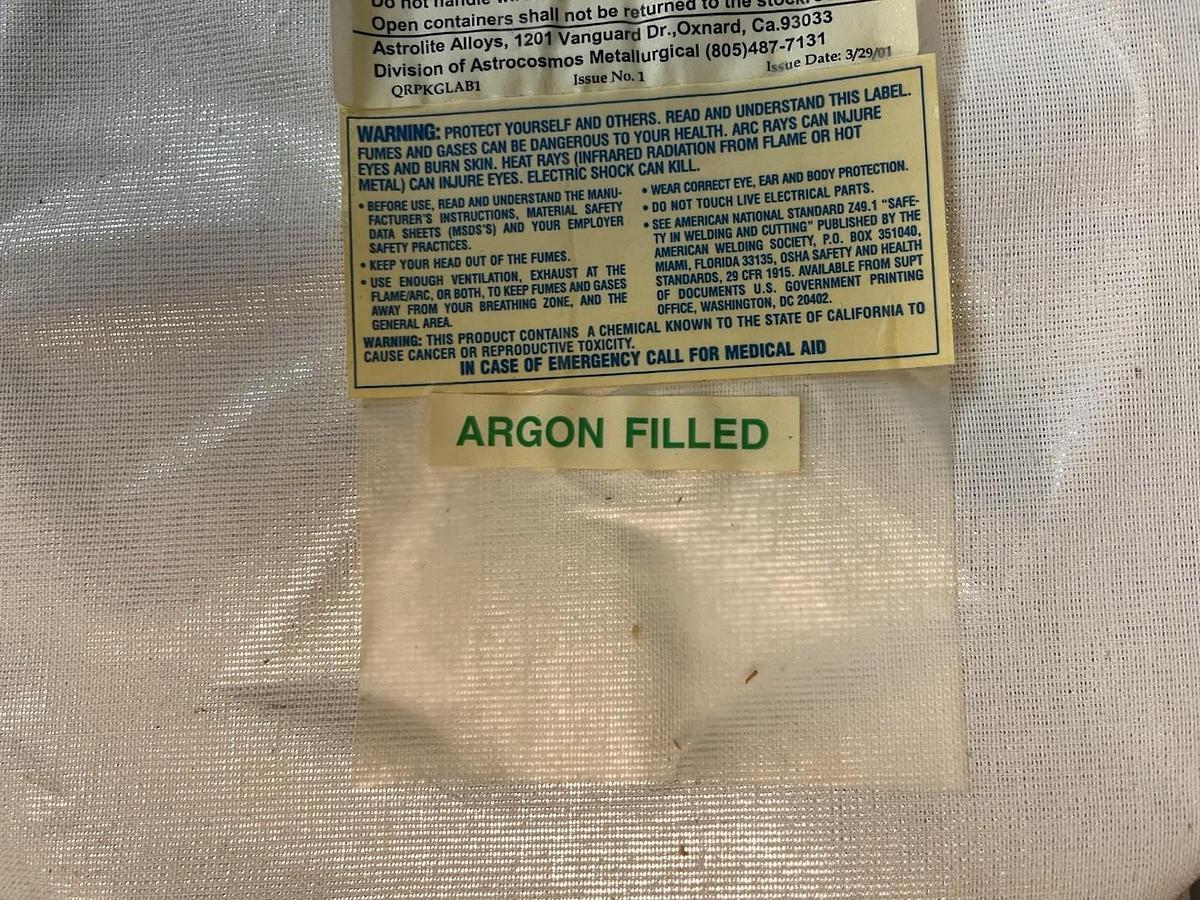 Do not handle
Open containers shall not be returned to the
Astrolite Alloys, 1201 Vanguard Dr.,Oxnard, Ca.93033
Division of Astrocosmos Metallurgical (805)487-7131
QRPKGLAB1 Issue No. 1 Issue Date: 3/29/01
WARNING: PROTECT YOURSELF AND OTHERS. READ AND UNDERSTAND THIS LABEL.
FUMES AND GASES CAN BE DANGEROUS TO YOUR HEALTH. ARC RAYS CAN INJURE
EYES AND BURN SKIN. HEAT RAYS (INFRARED RADIATION FROM FLAME OR HOT
METAL) CAN INJURE EYES. ELECTRIC SHOCK CAN KILL.
• BEFORE USE, READ AND UNDERSTAND THE MANU-
FACTURER'S INSTRUCTIONS, MATERIAL SAFETY
DATA SHEETS (MSDS'S) AND YOUR EMPLOYER
SAFETY PRACTICES.
• KEEP YOUR HEAD OUT OF THE FUMES.
• USE ENOUGH VENTILATION, EXHAUST AT THE
FLAME/ARC, OR BOTH, TO KEEP FUMES AND GASES
AWAY FROM YOUR BREATHING ZONE, AND THE
GENERAL AREA.
• WEAR CORRECT EYE, EAR AND BODY PROTECTION.
• DO NOT TOUCH LIVE ELECTRICAL PARTS.
• SEE AMERICAN NATIONAL STANDARD Z49.1 "SAFE-
TY IN WELDING AND CUTTING" PUBLISHED BY THE
AMERICAN WELDING SOCIETY, P.O. BOX 351040,
MIAMI, FLORIDA 33135, OSHA SAFETY AND HEALTH
STANDARDS, 29 CFR 1915. AVAILABLE FROM SUPT
OF DOCUMENTS U.S. GOVERNMENT PRINTING
OFFICE, WASHINGTON, DC 20402.
WARNING: THIS PRODUCT CONTAINS A CHEMICAL KNOWN TO THE STATE OF CALIFORNIA TO
CAUSE CANCER OR REPRODUCTIVE TOXICITY.
IN CASE OF EMERGENCY CALL FOR MEDICAL AID
ARGON FILLED